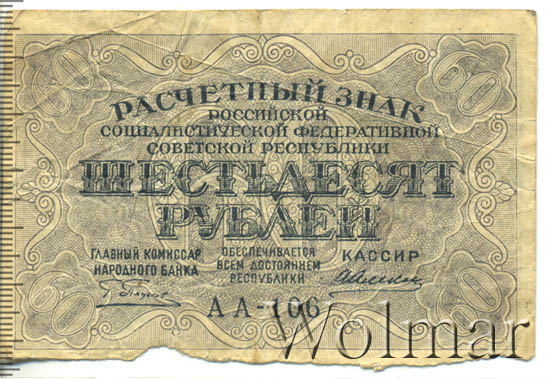 60 60
РАСЧЕТНЫЙ ЗНАК
РОССИЙСКОЙ
СОЦИАЛИСТИЧЕСКОЙ ФЕДЕРАТИВНОЙ
СОВЕТСКОЙ РЕСПУБЛИКИ
ШЕСТЬДЕСЯТ
РУБЛЕЙ
ГЛАВНЫЙ КОМИССАР
НАРОДНОГО БАНКА
ОБЕСПЕЧИВАЕТСЯ
ВСЕМ ДОСТОЯНИЕМ
РЕСПУБЛИКИ
КАССИР
60 60
АА-106
Wolmar